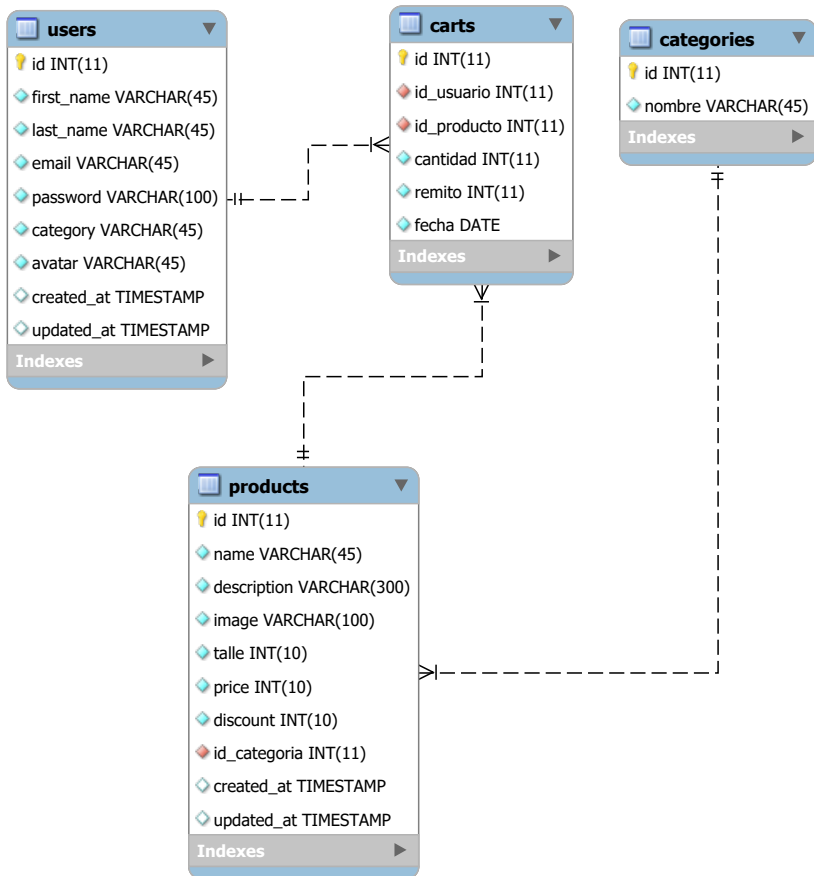 users
id INT(11)
first_name VARCHAR(45)
last_name VARCHAR(45)
email VARCHAR(45)
password VARCHAR(100)
category VARCHAR(45)
avatar VARCHAR(45)
created_at TIMESTAMP
updated_at TIMESTAMP
Indexes
carts
id INT(11)
id_usuario INT(11)
id_producto INT(11)
cantidad INT(11)
remito INT(11)
fecha DATE
Indexes
categories
id INT(11)
nombre VARCHAR(45)
Indexes
products
id INT(11)
name VARCHAR(45)
description VARCHAR(300)
image VARCHAR(100)
talle INT(10)
price INT(10)
discount INT(10)
id_categoria INT(11)
created_at TIMESTAMP
updated_at TIMESTAMP
Indexes